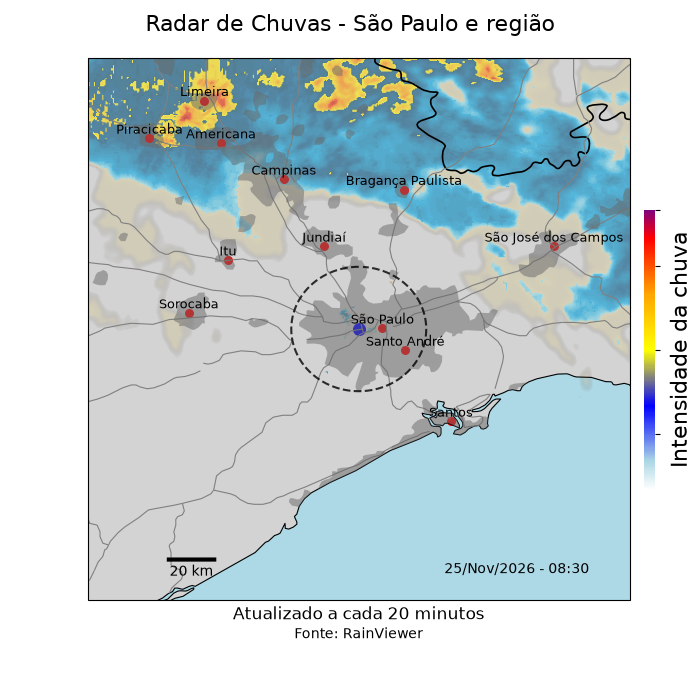 Radar de Chuvas - São Paulo e região
Limeira
Piracicaba
Americana
Campinas
Bragança Paulista
Jundiaí
São José dos Campos
Itu
Sorocaba
São Paulo
Santo André
Santos
Intensidade da chuva
20 km
25/Nov/2026 - 08:30
Atualizado a cada 20 minutos
Fonte: RainViewer